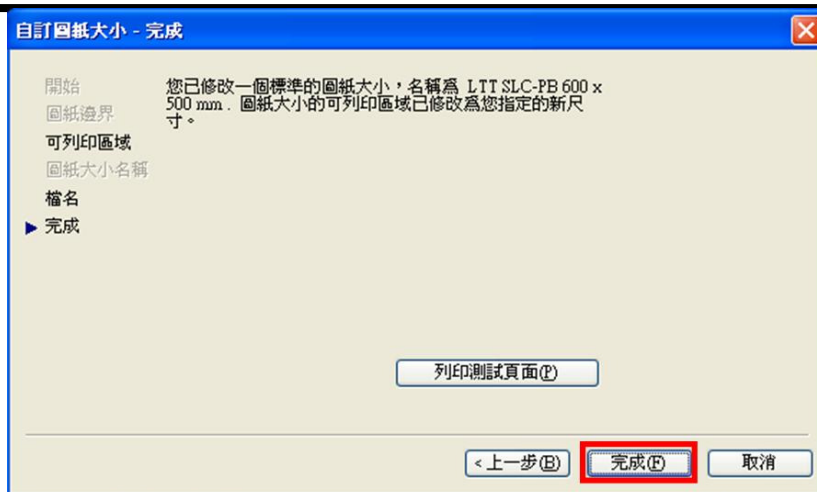 自訂圖紙大小 - 完成
開始
圖紙邊界
可列印區域
圖紙大小名稱
檔名
完成
您已修改一個標準的圖紙大小，名稱為 LTT SLC-PB 600 x
500 mm . 圖紙大小的可列印區域已修改為您指定的新尺
寸。
列印測試頁面(P)
<上一步(B)
完成(F)
取消